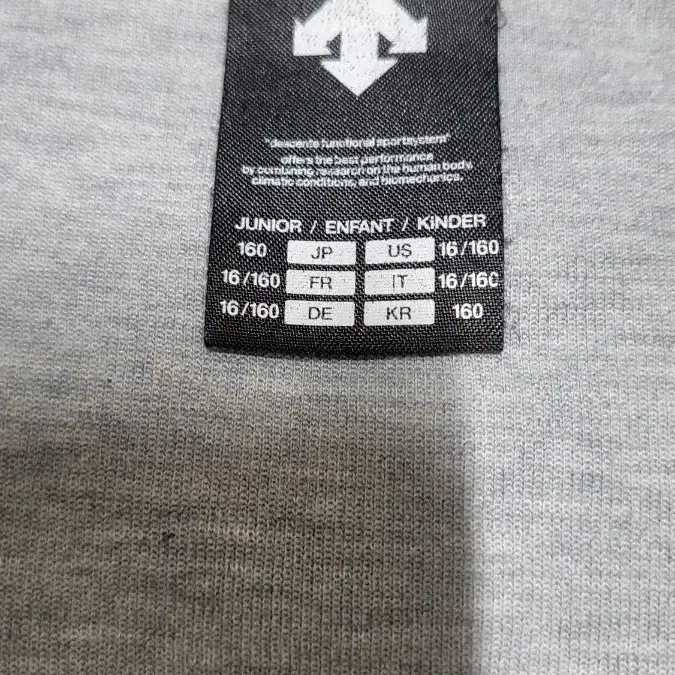 "descente functional sportsystem"
offers the best performance
by combining research on the human body,
climatic conditions, and biomechanics.
JUNIOR / ENFANT / KINDER
160 JP US 16/160
16/160 FR IT 16/160
16/160 DE KR 160